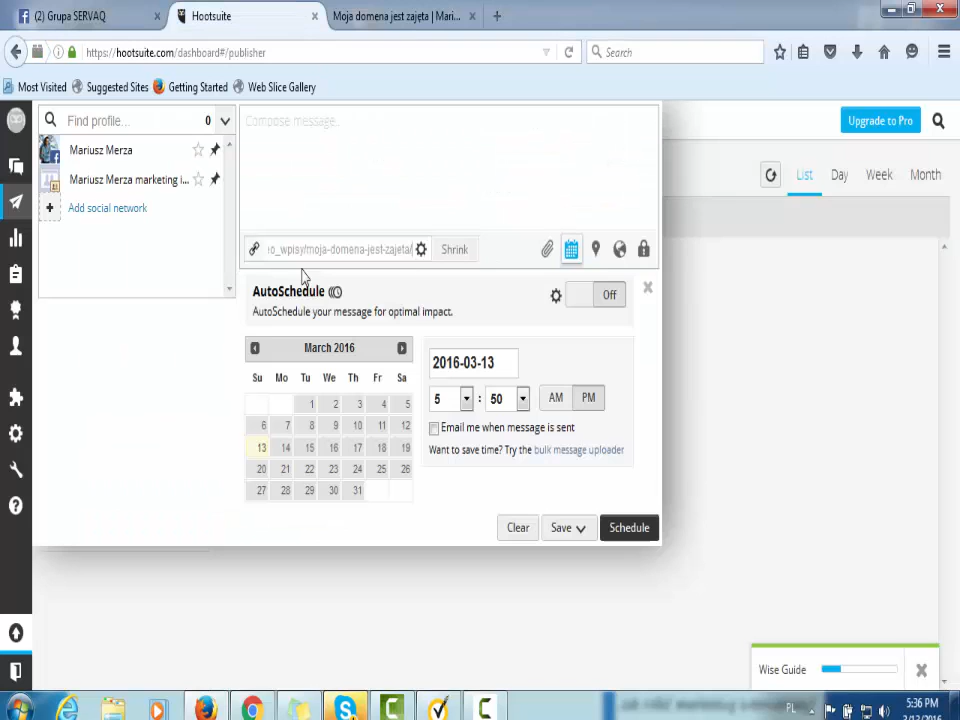 (2) Grupa SERVAQ
Hootsuite
Moja domena jest zajęta | Mari...
https://hootsuite.com/dashboard#/publisher
Search
Most Visited
Suggested Sites
Getting Started
Web Slice Gallery
Find profile...
0
Compose message...
Upgrade to Pro
Mariusz Merza
Mariusz Merza marketing i...
Add social network
List
Day
Week
Month
o_wpisy/moja-domena-jest-zajeta/
Shrink
AutoSchedule
Off
AutoSchedule your message for optimal impact.
March 2016
Su Mo Tu We Th Fr Sa
1 2 3 4 5
6 7 8 9 10 11 12
13 14 15 16 17 18 19
20 21 22 23 24 25 26
27 28 29 30 31
2016-03-13
5 : 50 AM PM
Email me when message is sent
Want to save time? Try the bulk message uploader
Clear
Save
Schedule
Wise Guide
PL
5:36 PM
3/13/2016